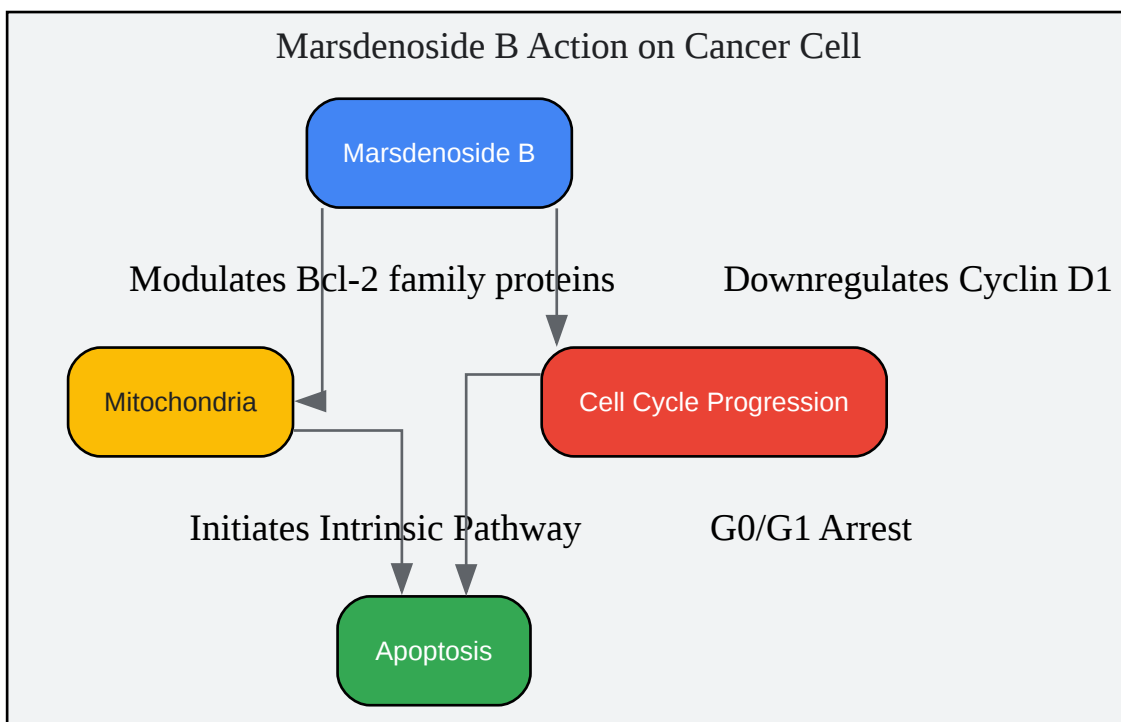 Marsdenoside B Action on Cancer Cell
Marsdenoside B
Modulates Bcl-2 family proteins
Downregulates Cyclin D1
Mitochondria
Cell Cycle Progression
Initiates Intrinsic Pathway
G0/G1 Arrest
Apoptosis